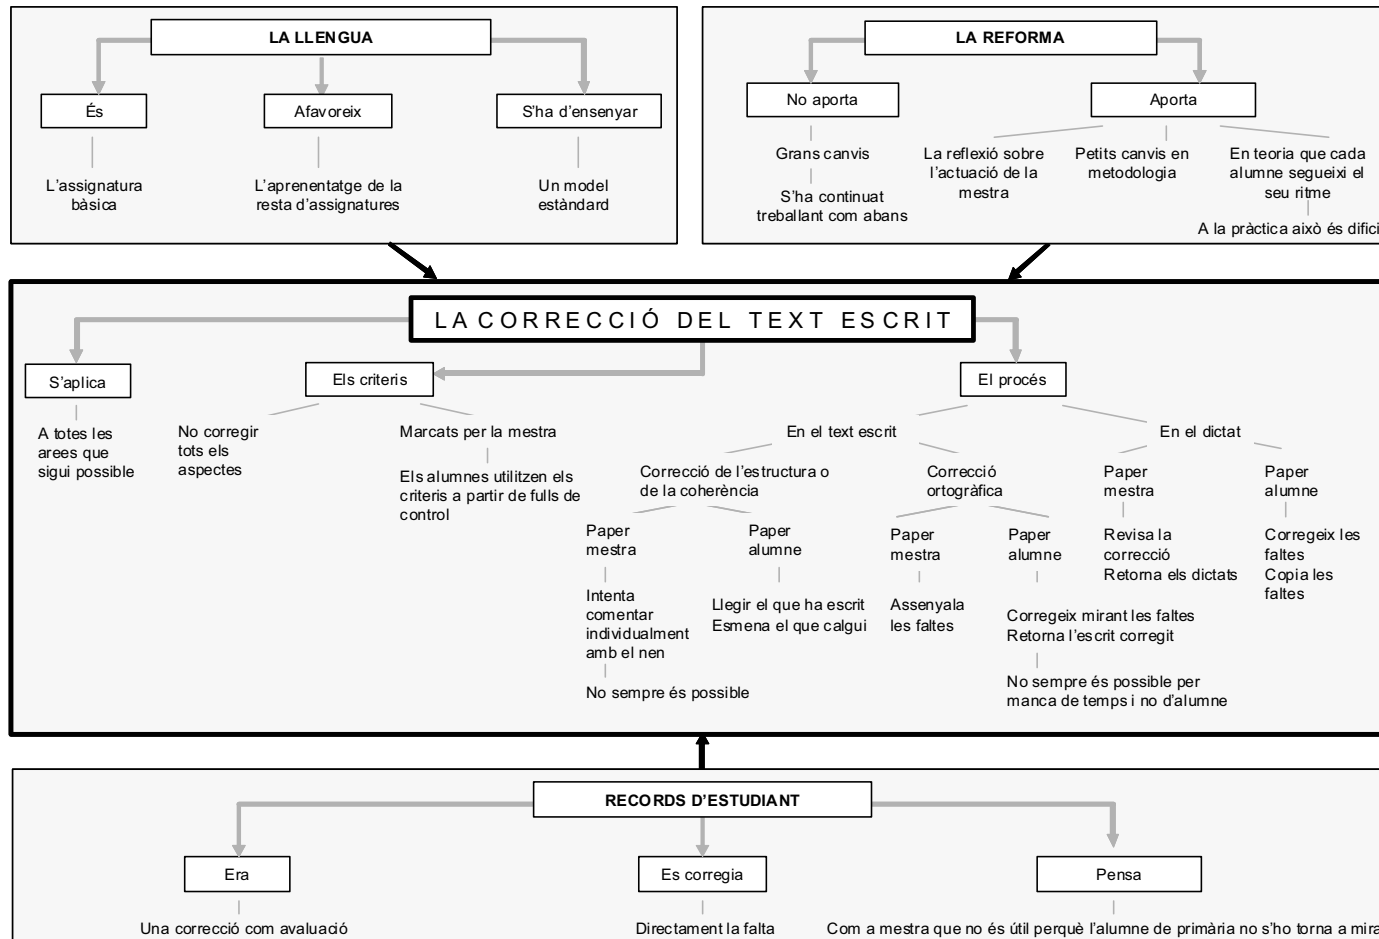 LA LLENGUA
És
Afavoreix
S'ha d'ensenyar
L'assignatura
bàsica
L'aprenentatge de la
resta d'assignatures
Un model
estàndard
LA REFORMA
No aporta
Aporta
Grans canvis
S'ha continuat
treballant com abans
La reflexió sobre
l'actuació de la
mestra
Petits canvis en
metodologia
En teoria que cada
alumne segueixi el
seu ritme
A la pràctica això és dificil
LA CORRECCIÓ DEL TEXT ESCRIT
S'aplica
A totes les
arees que
sigui possible
Els criteris
No corregir
tots els
aspectes
Marcats per la mestra
Els alumnes utilitzen els
criteris a partir de fulls de
control
El procés
En el text escrit
Correcció de l'estructura o
de la coherència
Paper
mestra
Intenta
comentar
individualment
amb el nen
No sempre és possible
Paper
alumne
Llegir el que ha escrit
Esmena el que calgui
Correcció
ortogràfica
Paper
mestra
Assenyala
les faltes
Paper
alumne
Corregeix mirant les faltes
Retorna l'escrit corregit
No sempre és possible per
manca de temps i no d'alumne
En el dictat
Paper
mestra
Revisa la
correcció
Retorna els dictats
Paper
alumne
Corregeix les
faltes
Copia les
faltes
RECORDS D'ESTUDIANT
Era
Una correcció com avaluació
Es corregia
Directament la falta
Pensa
Com a mestra que no és útil perquè l'alumne de primària no s'ho torna a mira